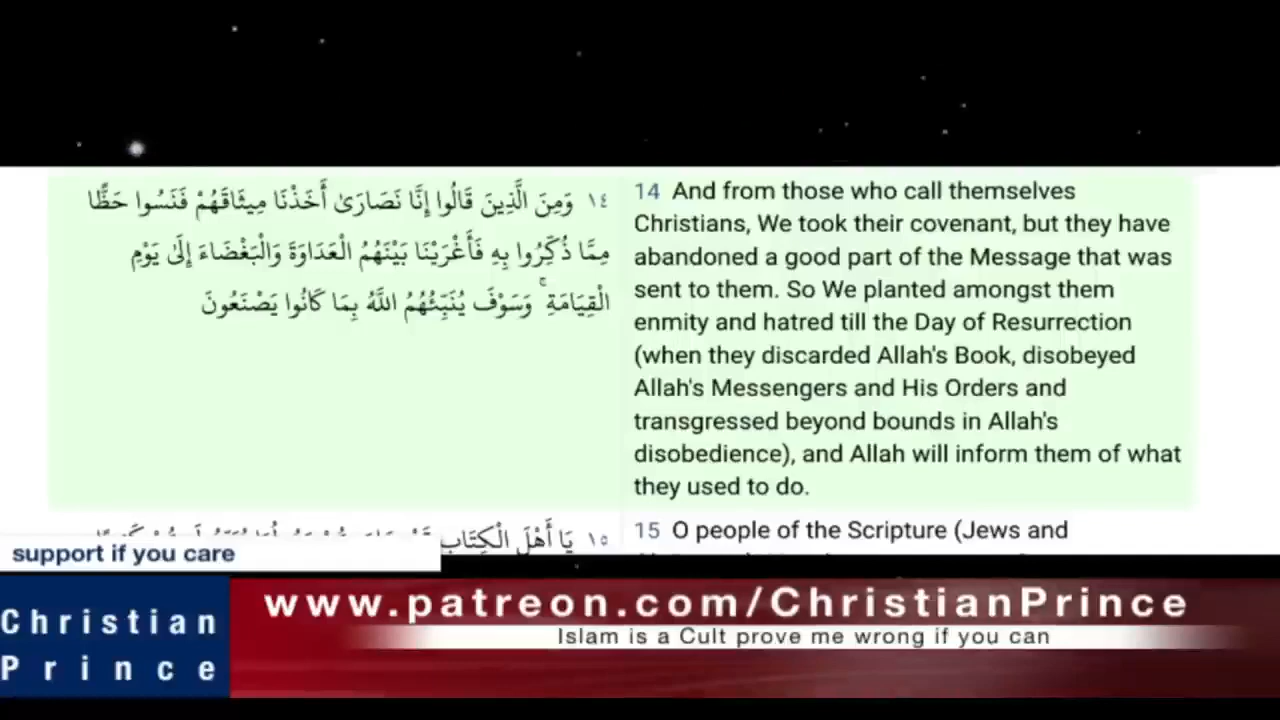 ١٤ وَمِنَ الَّذِينَ قَالُوا إِنَّا نَصَارَىٰ أَخَذْنَا مِيثَاقَهُمْ فَنَسُوا حَظًّا
مِمَّا ذُكِّرُوا بِهِ فَأَغْرَيْنَا بَيْنَهُمُ الْعَدَاوَةَ وَالْبَغْضَاءَ إِلَىٰ يَوْمِ
الْقِيَامَةِ ۚ وَسَوْفَ يُنَبِّئُهُمُ اللَّهُ بِمَا كَانُوا يَصْنَعُونَ
14 And from those who call themselves
Christians, We took their covenant, but they have
abandoned a good part of the Message that was
sent to them. So We planted amongst them
enmity and hatred till the Day of Resurrection
(when they discarded Allah's Book, disobeyed
Allah's Messengers and His Orders and
transgressed beyond bounds in Allah's
disobedience), and Allah will inform them of what
they used to do.
١٥ يَا أَهْلَ الْكِتَابِ
15 O people of the Scripture (Jews and
support if you care
Christian
Prince
www.patreon.com/ChristianPrince
Islam is a Cult prove me wrong if you can